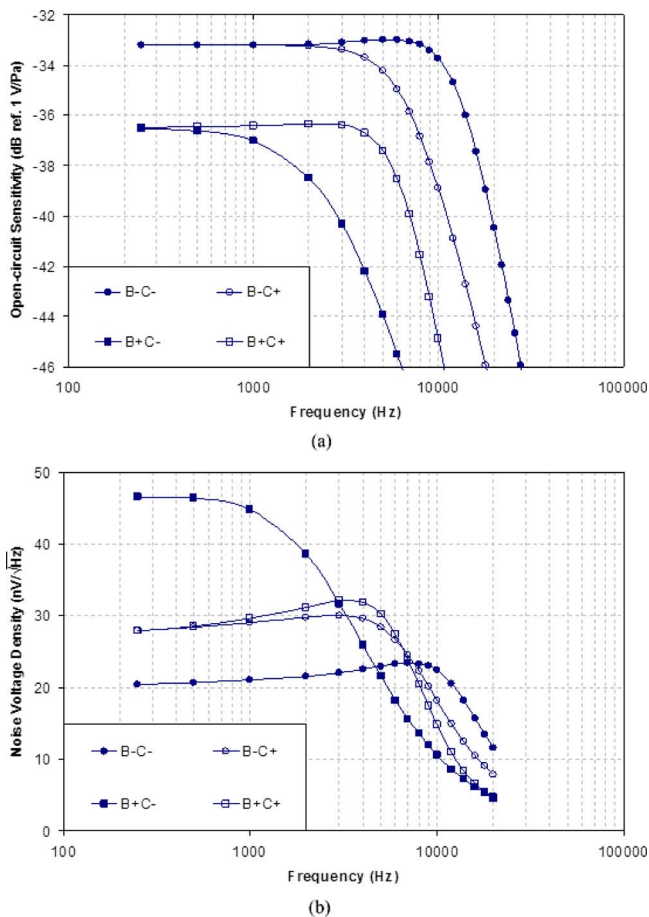 -32
-34
-36
-38
-40
-42
-44
-46
Open-circuit Sensitivity (dB ref. 1 V/Pa)
B-C- B-C+
B+C- B+C+
100 1000 10000 100000
Frequency (Hz)
(a)
50
40
30
20
10
0
Noise Voltage Density (nV/√Hz)
B-C- B-C+
B+C- B+C+
100 1000 10000 100000
Frequency (Hz)
(b)